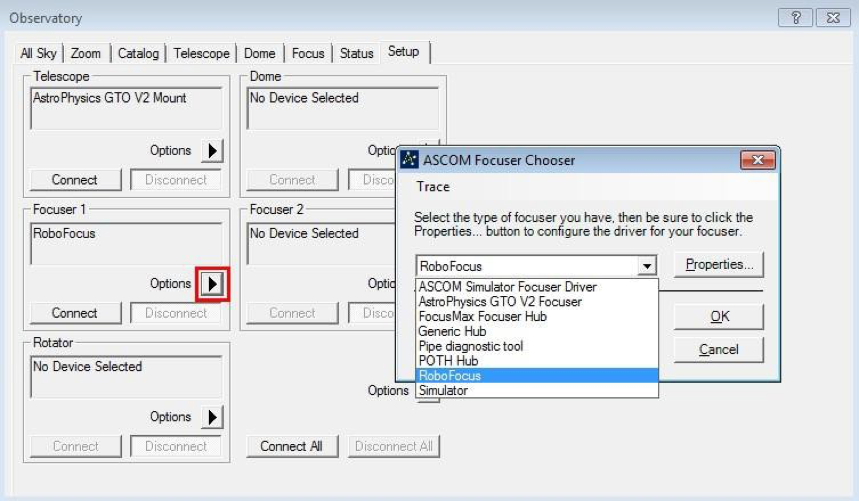 Observatory
All Sky Zoom Catalog Telescope Dome Focus Status Setup
Telescope
AstroPhysics GTO V2 Mount
Options
Connect Disconnect
Dome
No Device Selected
Connect
Focuser 1
RoboFocus
Options
Connect Disconnect
Focuser 2
No Device Selected
Connect
Rotator
No Device Selected
Options
Connect Disconnect
Options
Connect All Disconnect All
ASCOM Focuser Chooser
Trace
Select the type of focuser you have, then be sure to click the
Properties... button to configure the driver for your focuser.
RoboFocus
Properties...
ASCOM Simulator Focuser Driver
AstroPhysics GTO V2 Focuser
FocusMax Focuser Hub
Generic Hub
Pipe diagnostic tool
POTH Hub
RoboFocus
Simulator
OK
Cancel